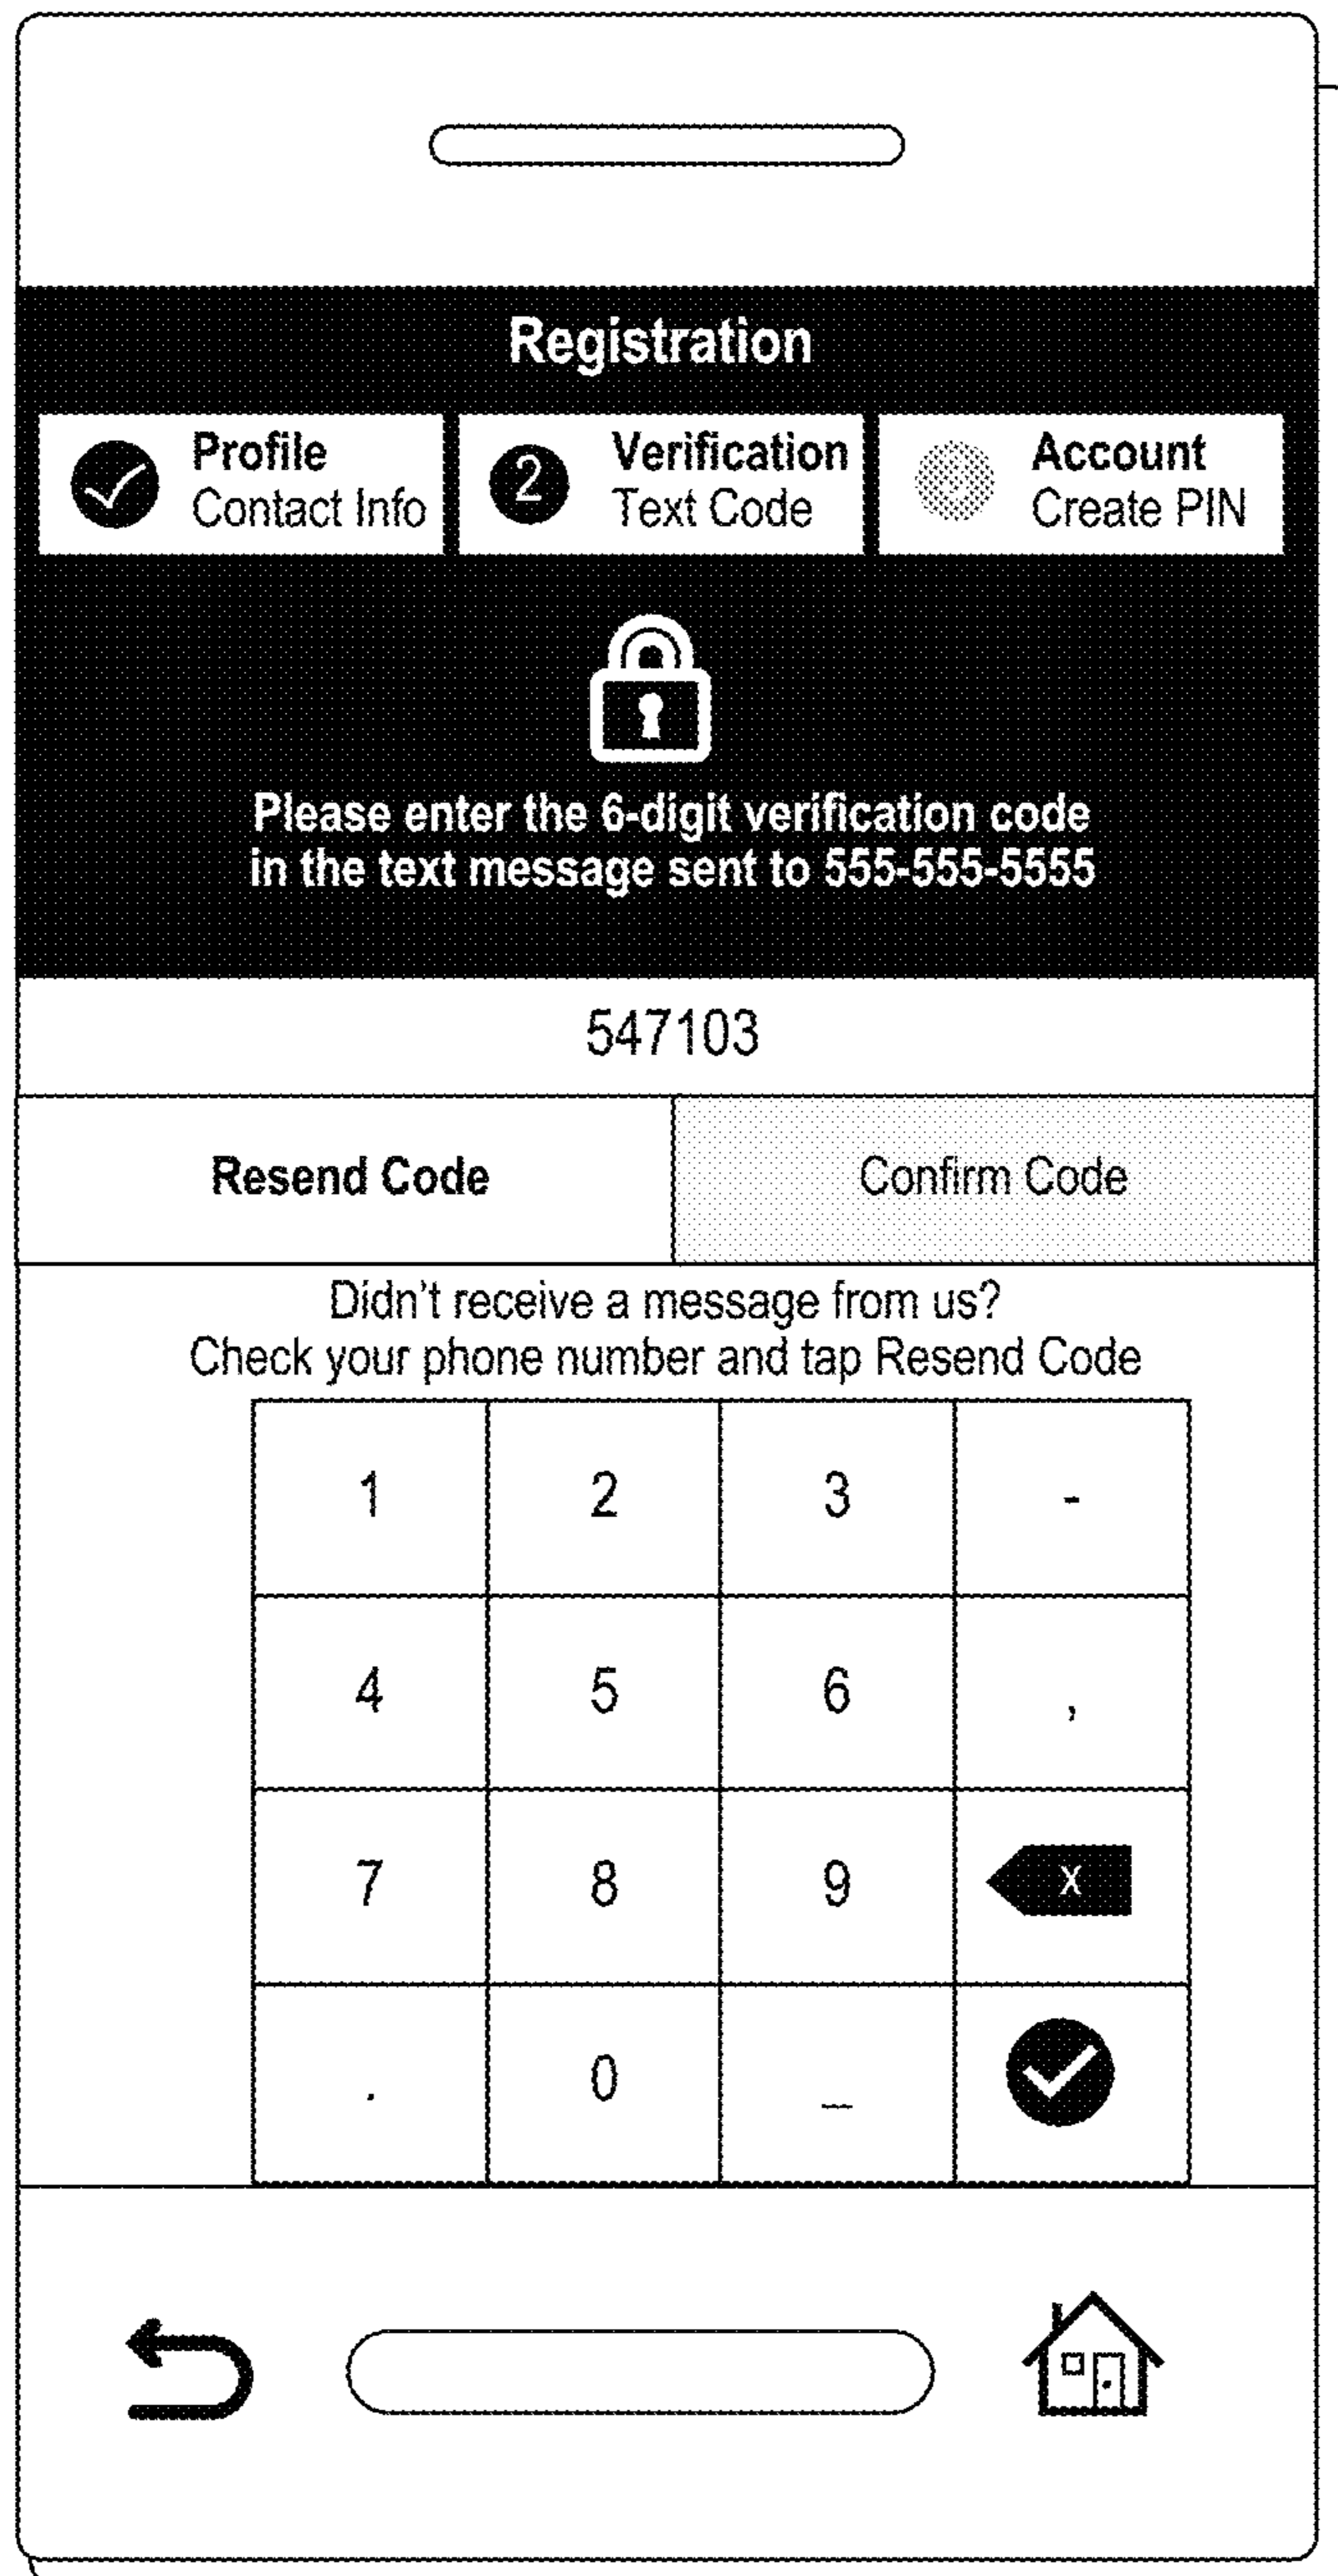 Registration
Profile
Contact Info
2
Verification
Text Code
Account
Create PIN
Please enter the 6-digit verification code
in the text message sent to 555-555-5555
547103
Resend Code
Confirm Code
Didn't receive a message from us?
Check your phone number and tap Resend Code
1 2 3 -
4 5 6 ,
7 8 9 X
. 0 _